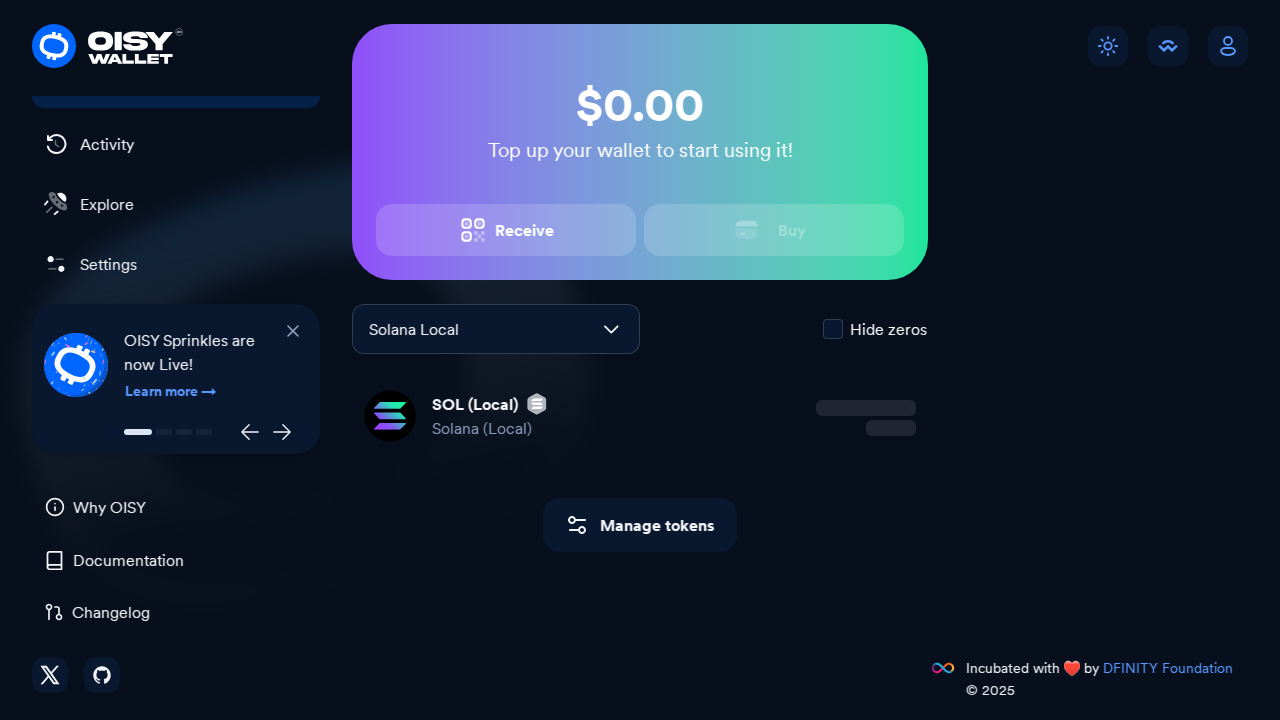 OISY
WALLET
$0.00
Top up your wallet to start using it!
Receive
Buy
Activity
Explore
Settings
OISY Sprinkles are
now Live!
Learn more →
Solana Local
Hide zeros
SOL (Local)
Solana (Local)
Manage tokens
Why OISY
Documentation
Changelog
Incubated with ❤️ by DFINITY Foundation
© 2025